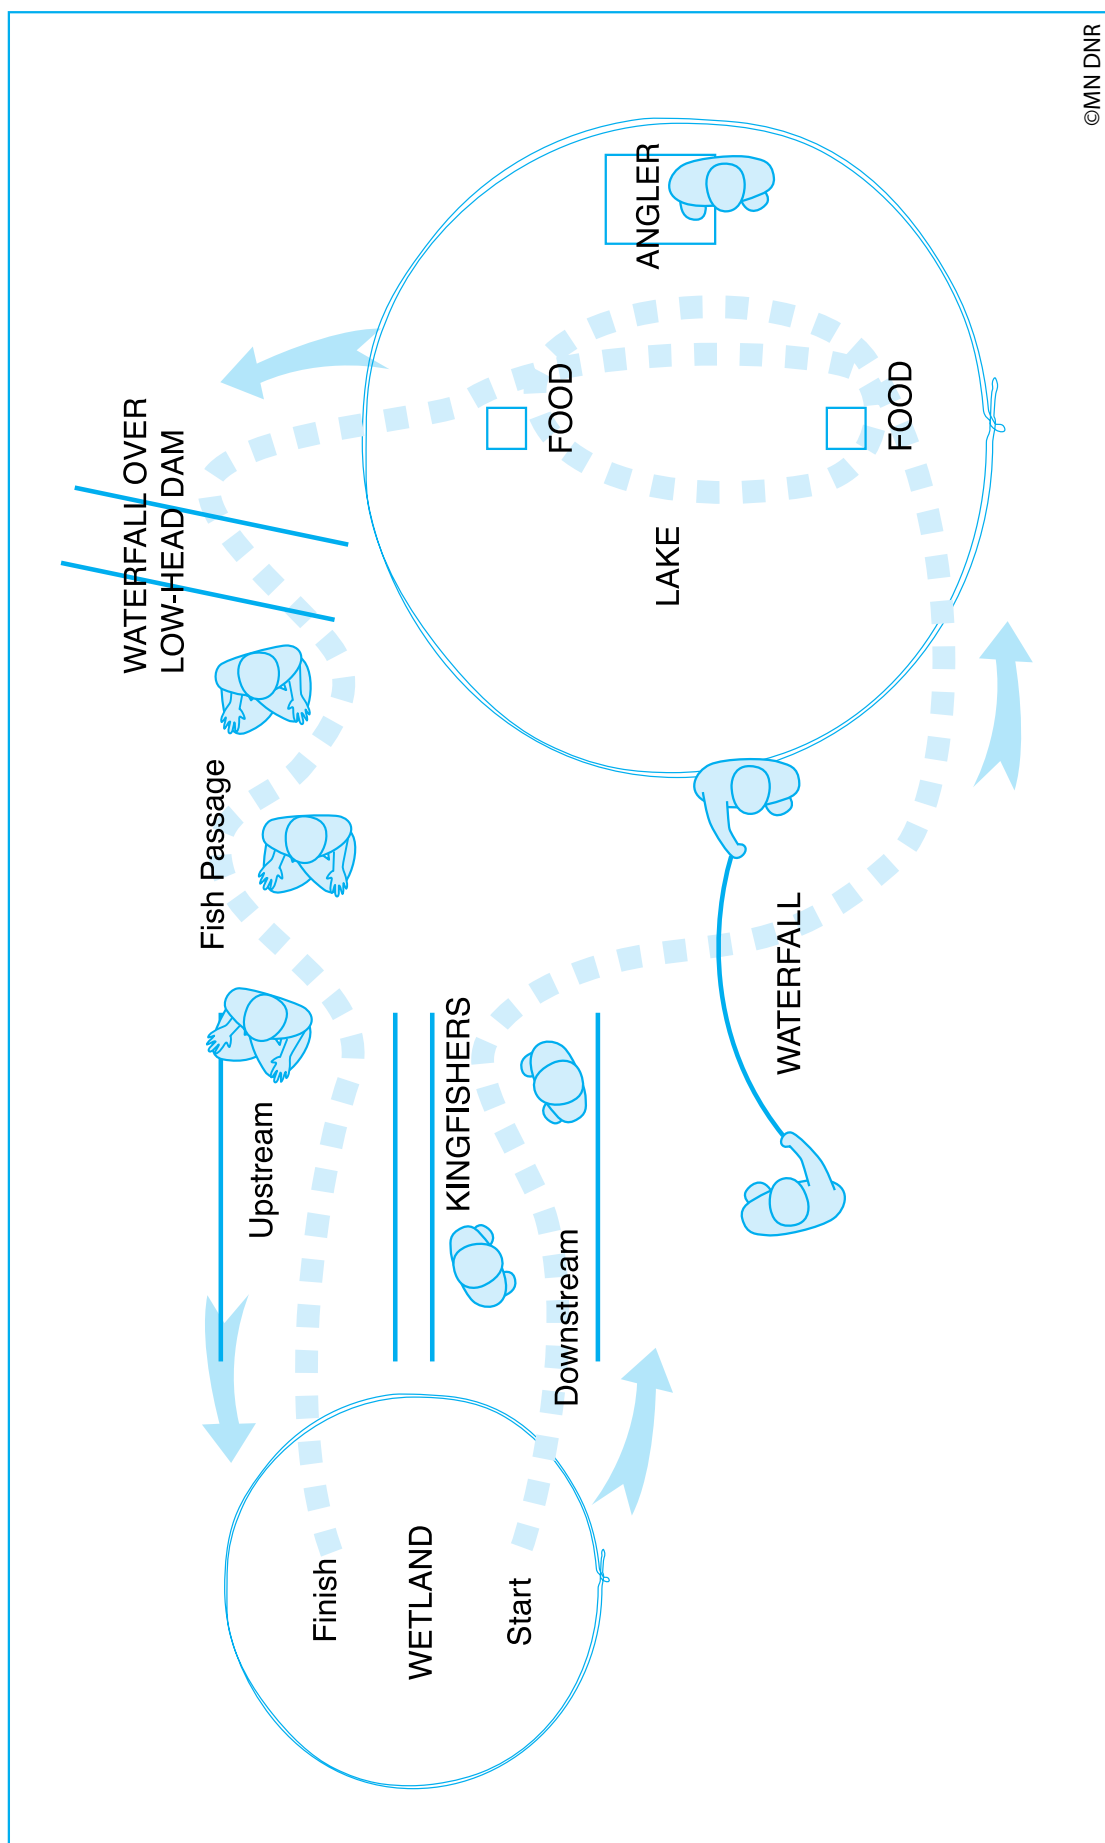 WATERFALL OVER
LOW-HEAD DAM
Fish Passage
Upstream
Finish
WETLAND
Start
KINGFISHERS
Downstream
WATERFALL
LAKE
FOOD
FOOD
ANGLER
©MN DNR